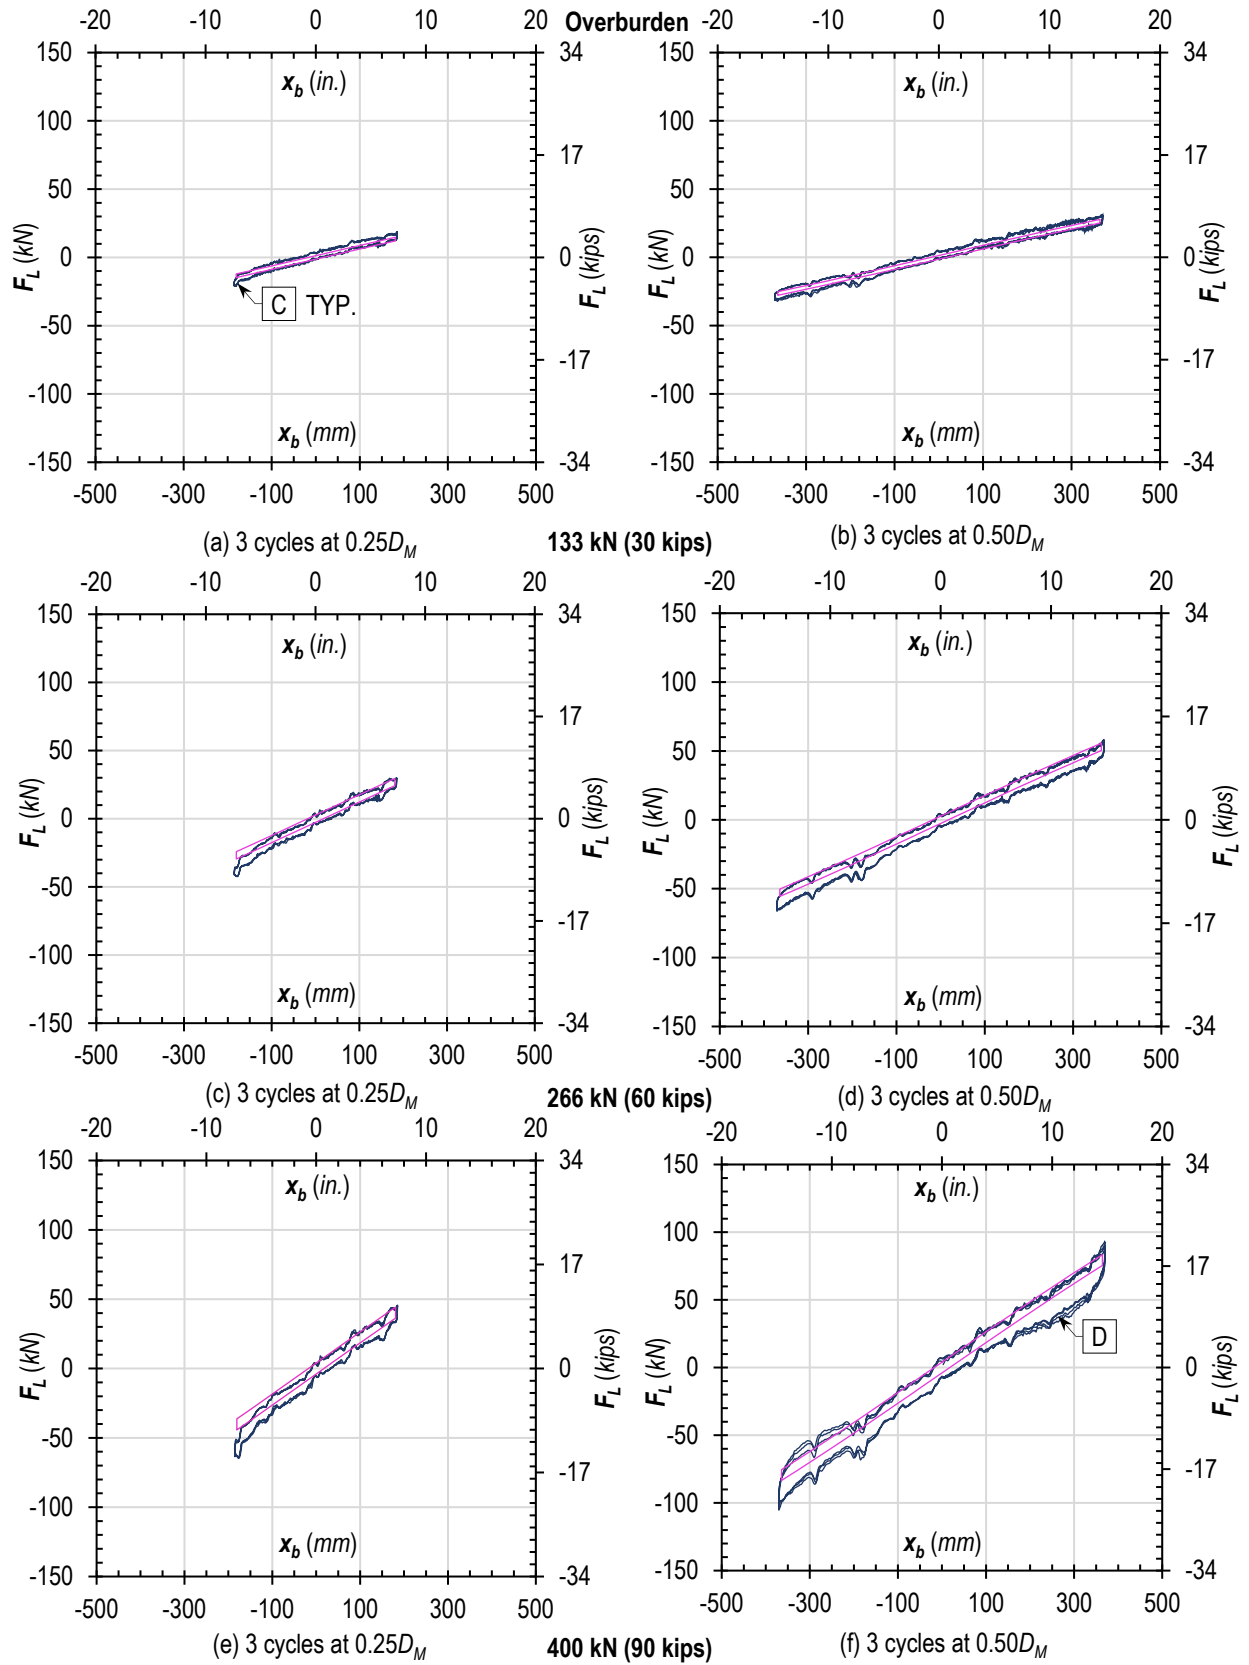 -20 -10 0 10 20 Overburden -20 -10 0 10 20
150 34 150 34
x_b (in.) x_b (in.)
100 100
17 17
50 50
F_L (kN) 0 0 F_L (kips) F_L (kN) 0 0 F_L (kips)
C TYP.
-50 -50
-17 -17
-100 -100
x_b (mm) x_b (mm)
-150 -34 -150 -34
-500 -300 -100 100 300 500 -500 -300 -100 100 300 500
(a) 3 cycles at 0.25D_M 133 kN (30 kips) (b) 3 cycles at 0.50D_M
-20 -10 0 10 20 -20 -10 0 10 20
150 34 150 34
x_b (in.) x_b (in.)
100 100
17 17
50 50
F_L (kN) 0 0 F_L (kips) F_L (kN) 0 0 F_L (kips)
-50 -50
-17 -17
-100 -100
x_b (mm) x_b (mm)
-150 -34 -150 -34
-500 -300 -100 100 300 500 -500 -300 -100 100 300 500
(c) 3 cycles at 0.25D_M 266 kN (60 kips) (d) 3 cycles at 0.50D_M
-20 -10 0 10 20 -20 -10 0 10 20
150 34 150 34
x_b (in.) x_b (in.)
100 100
17 17
50 50
D
F_L (kN) 0 0 F_L (kips) F_L (kN) 0 0 F_L (kips)
-50 -50
-17 -17
-100 -100
x_b (mm) x_b (mm)
-150 -34 -150 -34
-500 -300 -100 100 300 500 -500 -300 -100 100 300 500
(e) 3 cycles at 0.25D_M 400 kN (90 kips) (f) 3 cycles at 0.50D_M